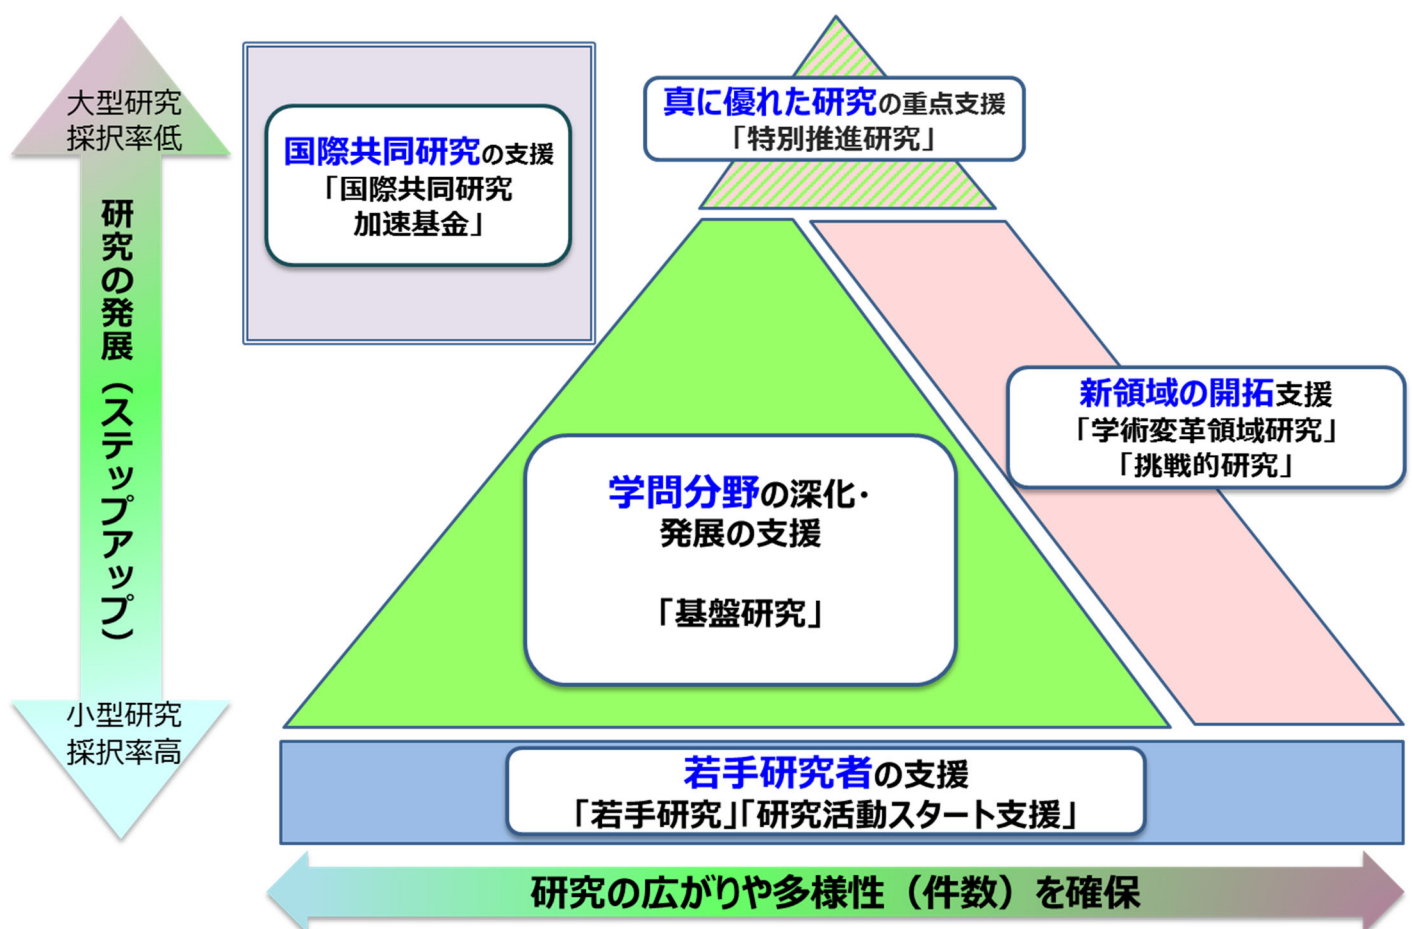 大型研究
採択率低
研究の発展（ステップアップ）
小型研究
採択率高
国際共同研究の支援
「国際共同研究
加速基金」
真に優れた研究の重点支援
「特別推進研究」
新領域の開拓支援
「学術変革領域研究」
「挑戦的研究」
学問分野の深化・
発展の支援
「基盤研究」
若手研究者の支援
「若手研究」「研究活動スタート支援」
研究の広がりや多様性（件数）を確保